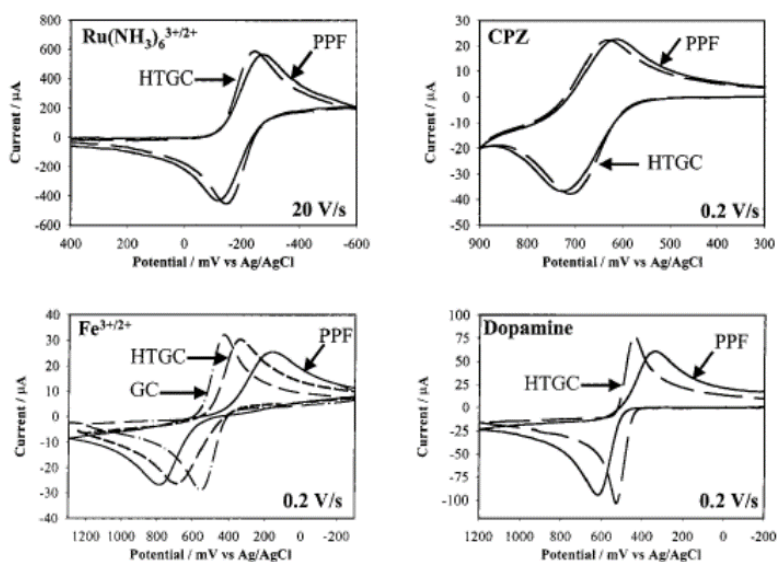 Ru(NH₃)₆³⁺/²⁺
PPF
HTGC
20 V/s
Current / µA
800
600
400
200
0
-200
-400
-600
400
200
0
-200
-400
-600
Potential / mV vs Ag/AgCl
CPZ
PPF
HTGC
0.2 V/s
Current / µA
30
20
10
0
-10
-20
-30
-40
-50
900
800
700
600
500
400
300
Potential / mV vs Ag/AgCl
Fe³⁺/²⁺
PPF
HTGC
GC
0.2 V/s
Current / µA
40
30
20
10
0
-10
-20
-30
-40
1200
1000
800
600
400
200
0
-200
Potential / mV vs Ag/AgCl
Dopamine
PPF
HTGC
0.2 V/s
Current / µA
100
75
50
25
0
-25
-50
-75
-100
1200
1000
800
600
400
200
0
-200
Potential / mV vs Ag/AgCl